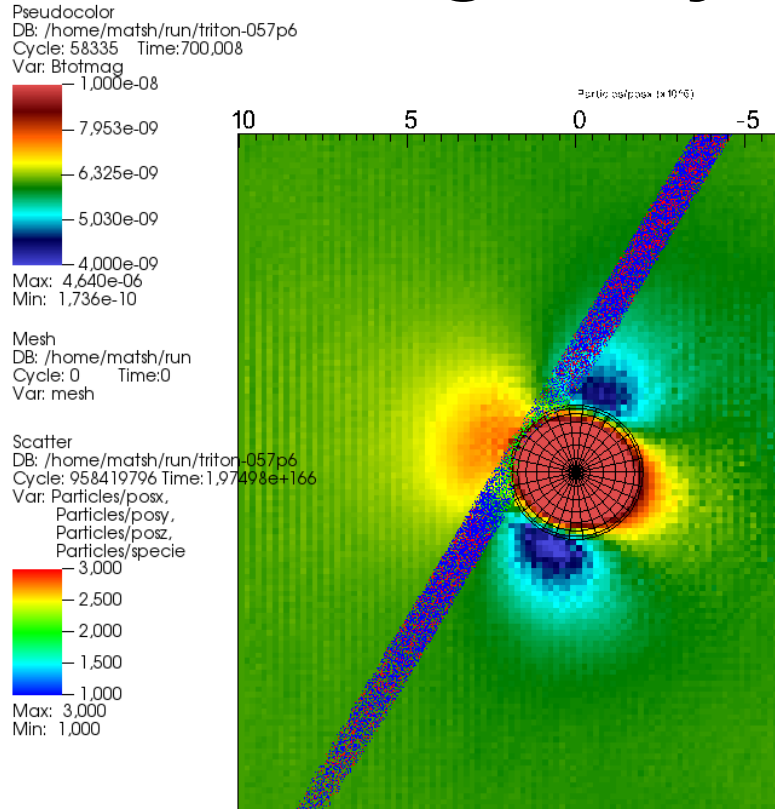 Pseudocolor
DB: /home/matsh/run/triton-057p6
Cycle: 58335 Time:700,008
Var: Btotmag
1,000e-08
7,953e-09
6,325e-09
5,030e-09
4,000e-09
Max: 4,640e-06
Min: 1,736e-10
Mesh
DB: /home/matsh/run
Cycle: 0 Time:0
Var: mesh
Scatter
DB: /home/matsh/run/triton-057p6
Cycle: 958419796 Time:1,97498e+166
Var: Particles/posx,
Particles/posy,
Particles/posz,
Particles/specie
3,000
2,500
2,000
1,500
1,000
Max: 3,000
Min: 1,000
Particles/posx (x10^6)
10 5 0 -5